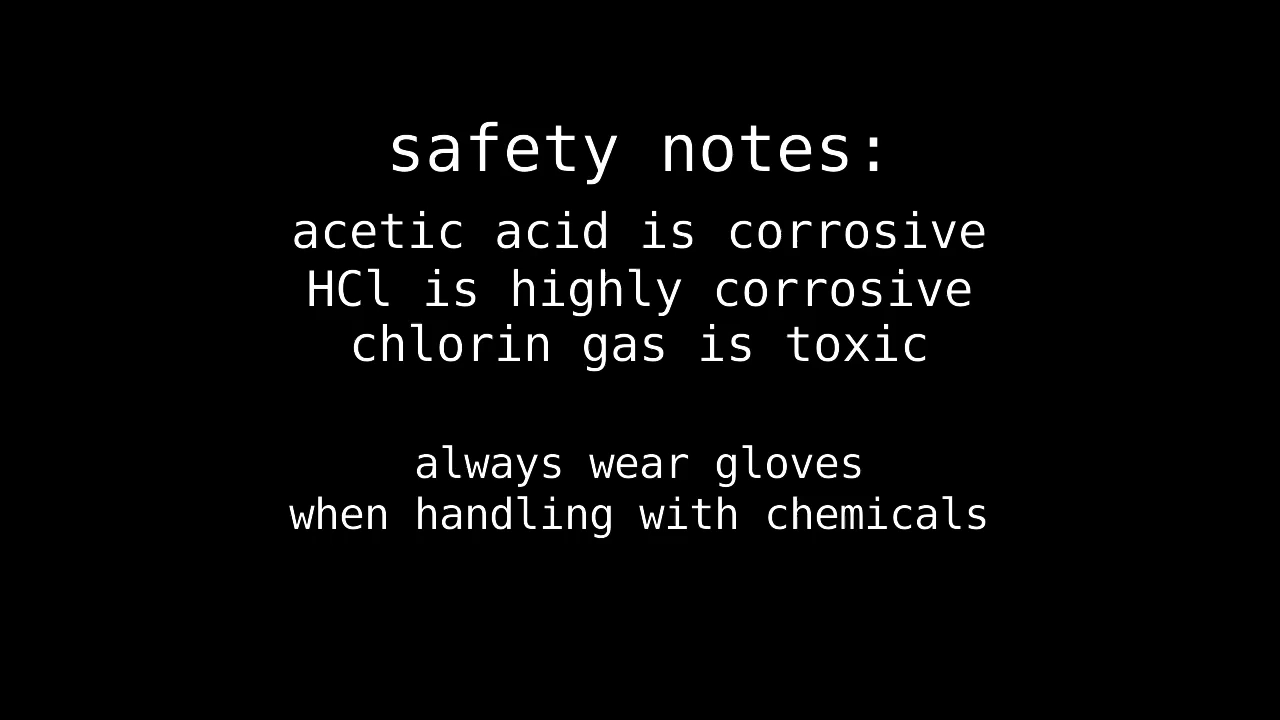 safety notes:
acetic acid is corrosive
HCl is highly corrosive
chlorin gas is toxic
always wear gloves
when handling with chemicals